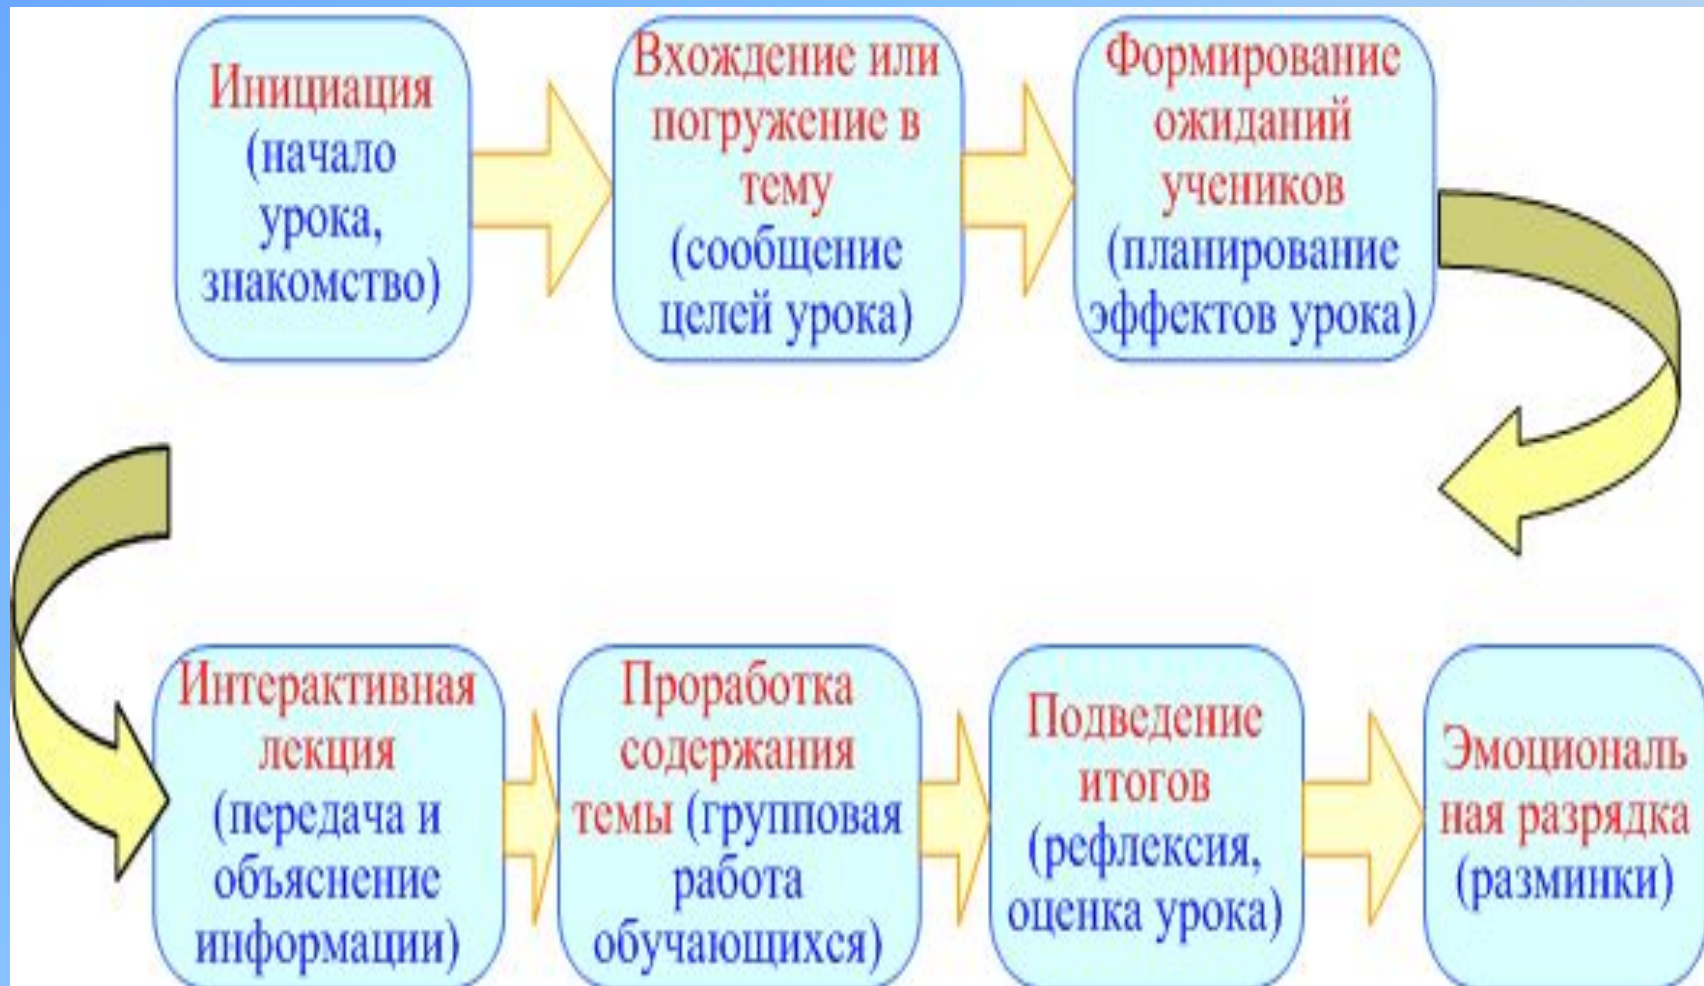 Инициация
(начало
урока,
знакомство)
Вхождение или
погружение в
тему
(сообщение
целей урока)
Формирование
ожиданий
учеников
(планирование
эффектов урока)
Интерактивная
лекция
(передача и
объяснение
информации)
Проработка
содержания
темы (групповая
работа
обучающихся)
Подведение
итогов
(рефлексия,
оценка урока)
Эмоциональ
ная разрядка
(разминки)